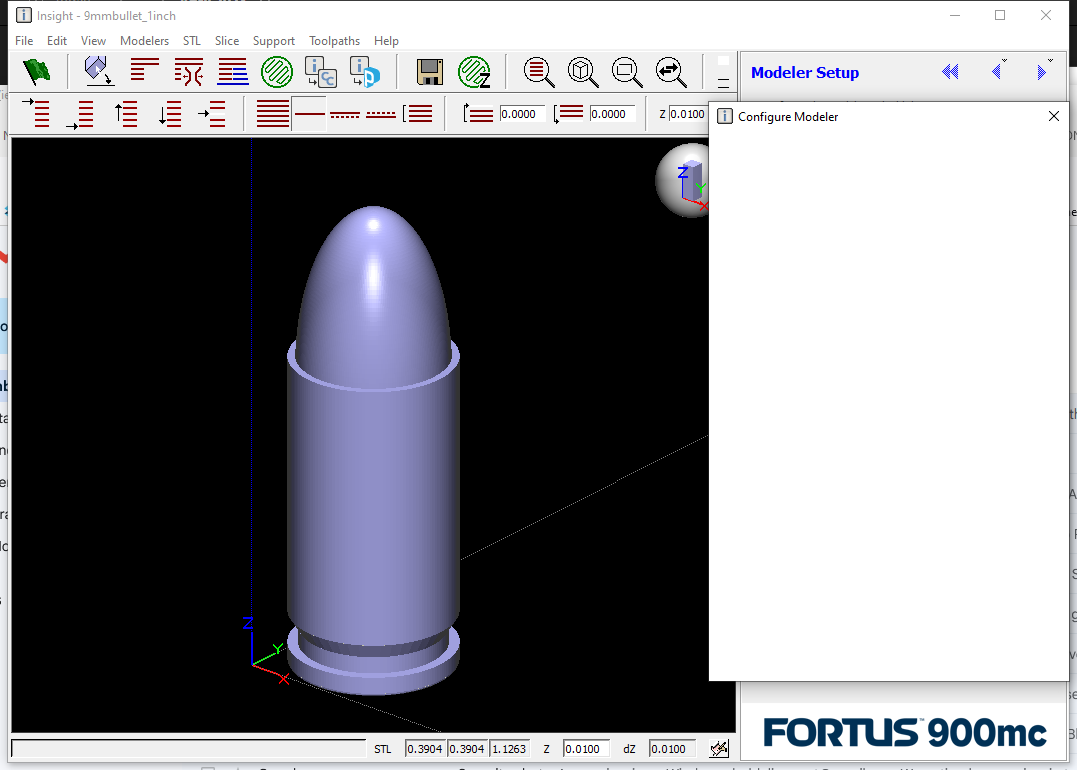 Insight - 9mmbullet_1inch
File Edit View Modelers STL Slice Support Toolpaths Help
Modeler Setup
0.0000 0.0000 Z 0.0100
Configure Modeler
Z Y X
Z Y X
FORTUS 900mc
STL 0.3904 0.3904 1.1263 Z 0.0100 dZ 0.0100